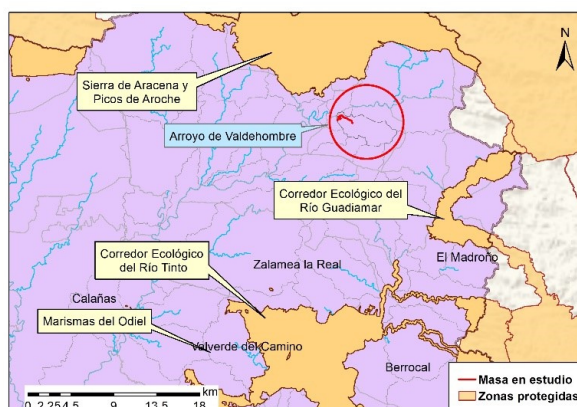 N
Sierra de Aracena y
Picos de Aroche
Arroyo de Valdehombre
Corredor Ecológico del
Río Guadiamar
Corredor Ecológico
del Río Tinto
Zalamea la Real
El Madroño
Calañas
Marismas del Odiel
Valverde del Camino
Berrocal
km
0 2,25 4,5 9 13,5 18
Masa en estudio
Zonas protegidas